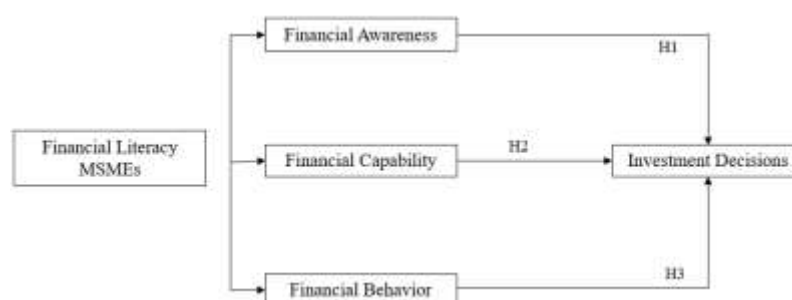 Financial Awareness
H1
Financial Literacy
MSMEs
Financial Capability
H2
Investment Decisions
H3
Financial Behavior